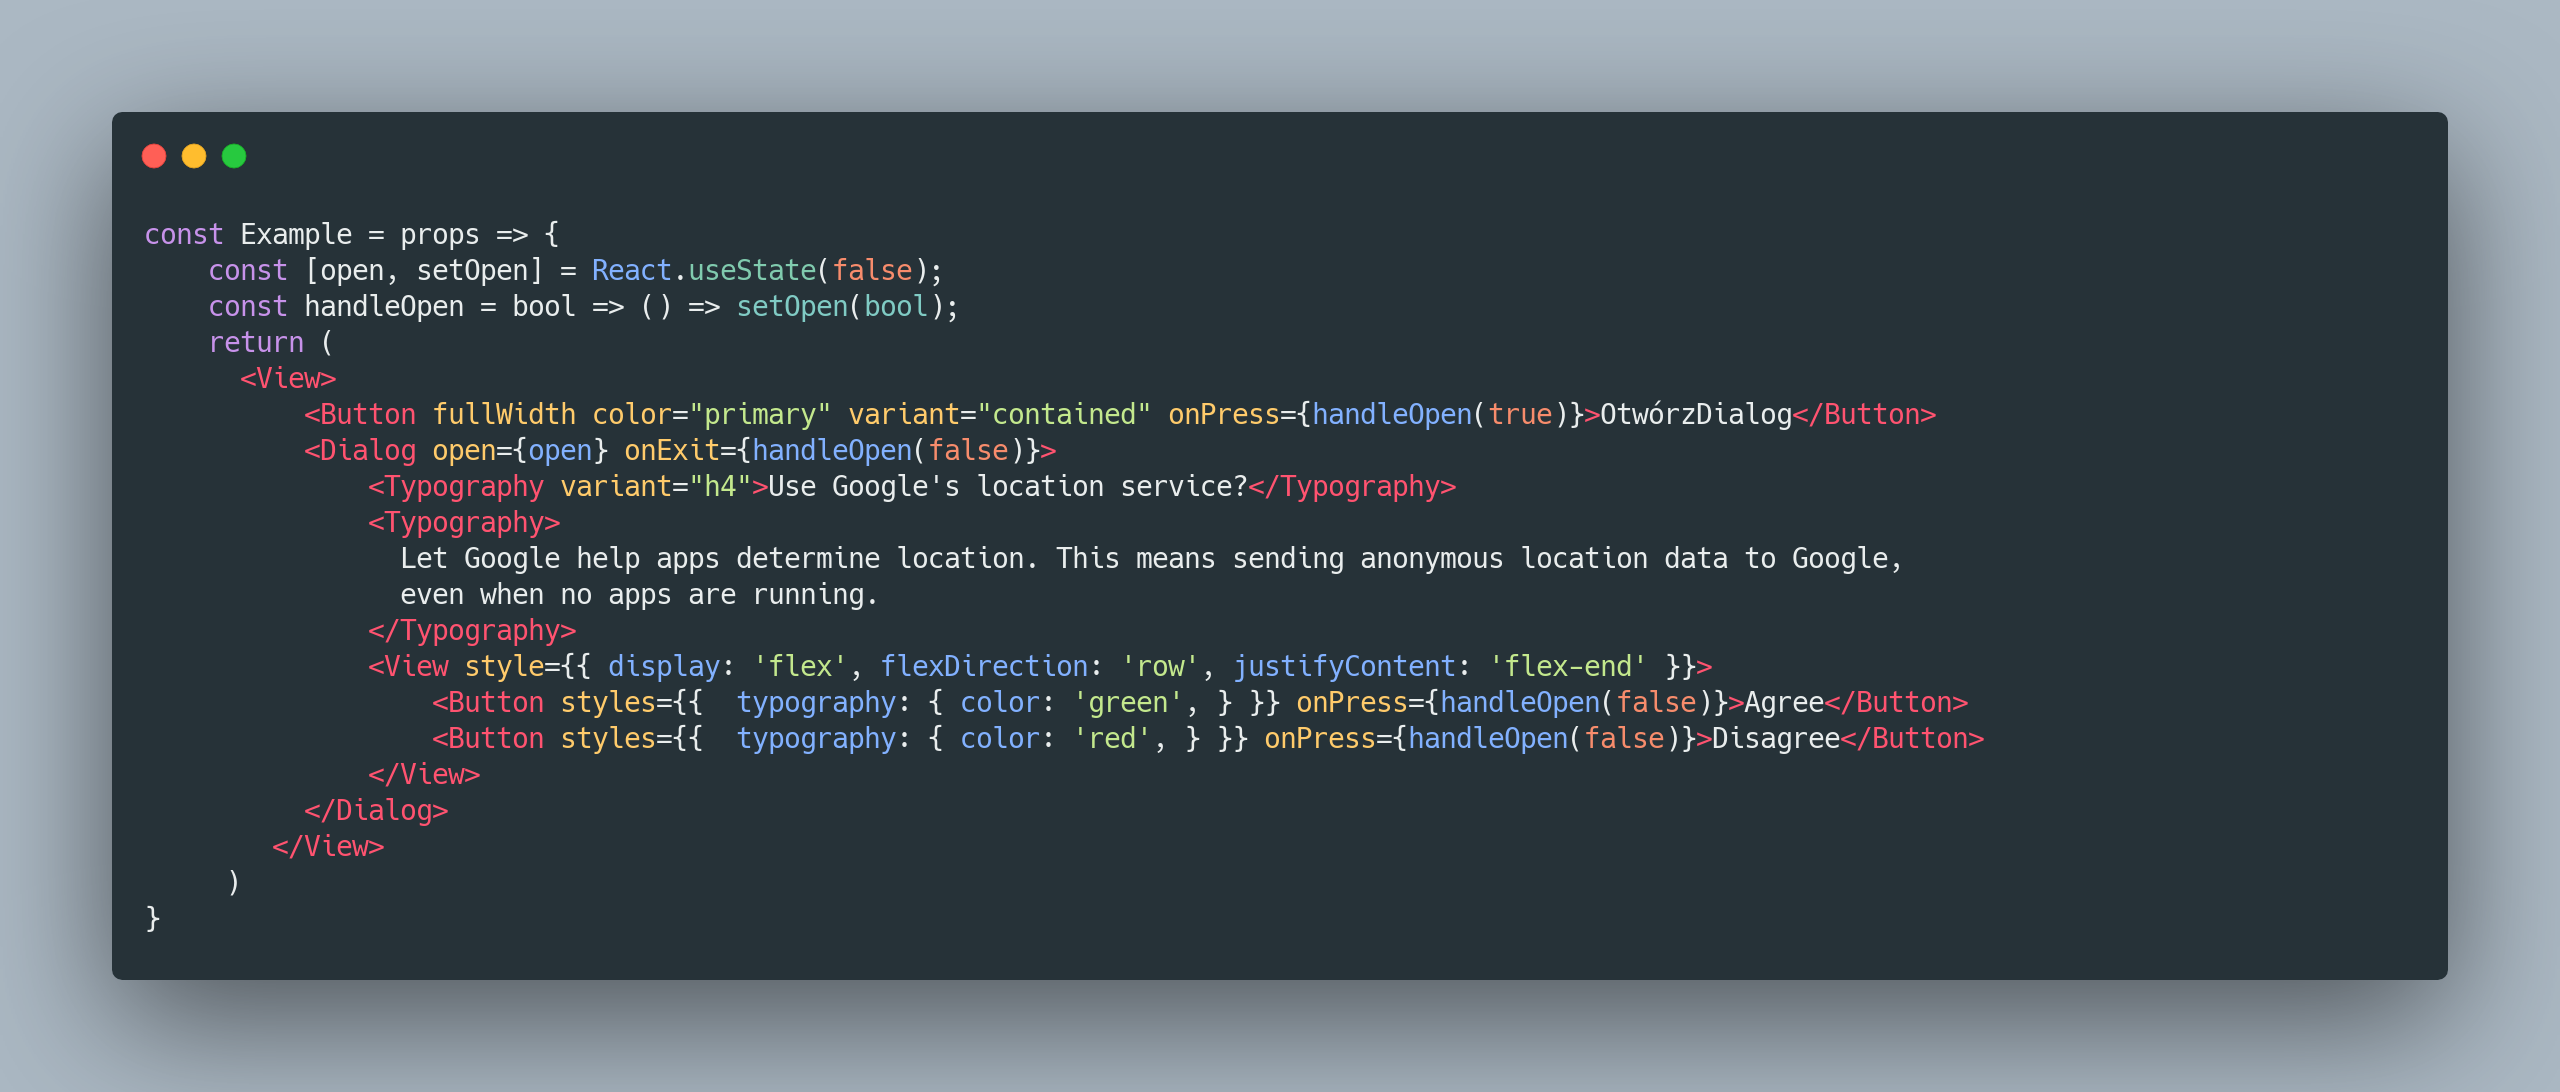 const Example = props => {
    const [open, setOpen] = React.useState(false);
    const handleOpen = bool => () => setOpen(bool);
    return (
      <View>
          <Button fullWidth color="primary" variant="contained" onPress={handleOpen(true)}>OtwórzDialog</Button>
          <Dialog open={open} onExit={handleOpen(false)}>
              <Typography variant="h4">Use Google's location service?</Typography>
              <Typography>
                Let Google help apps determine location. This means sending anonymous location data to Google,
                even when no apps are running.
              </Typography>
              <View style={{ display: 'flex', flexDirection: 'row', justifyContent: 'flex-end' }}>
                  <Button styles={{  typography: { color: 'green', } }} onPress={handleOpen(false)}>Agree</Button>
                  <Button styles={{  typography: { color: 'red', } }} onPress={handleOpen(false)}>Disagree</Button>
              </View>
          </Dialog>
        </View>
     )
}